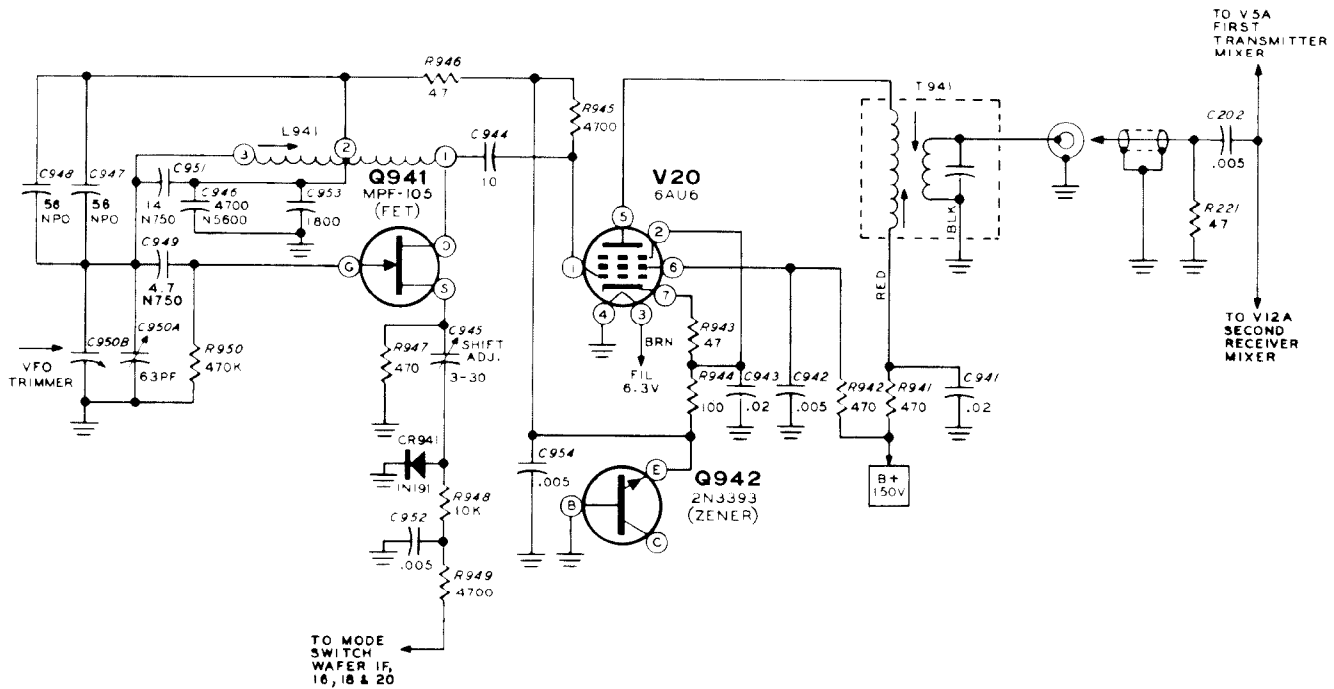 TO V5A
FIRST
TRANSMITTER
MIXER
R946
47
T941
R945
4700
C202
.005
L941
C944
10
3
2
1
C951
14
N750
Q941
MPF-105
(FET)
V20
6AU6
C948
56
NPO
C947
56
NPO
C946
4700
N5600
C953
1800
R221
47
C949
4.7
N750
G
D
S
5
2
1
6
7
4
3
BLK
RED
C950B
C950A
VFO
TRIMMER
63PF
R950
470K
R947
470
C945
SHIFT
ADJ.
3-30
BRN
FIL
6.3V
R943
47
R944
100
C943
.02
C942
.005
R942
470
R941
470
C941
.02
TO V12A
SECOND
RECEIVER
MIXER
CR941
1N191
C954
.005
E
B
C
Q942
2N3393
(ZENER)
B+
150V
R948
10K
C952
.005
R949
4700
TO MODE
SWITCH
WAFER IF,
16, 18 & 20